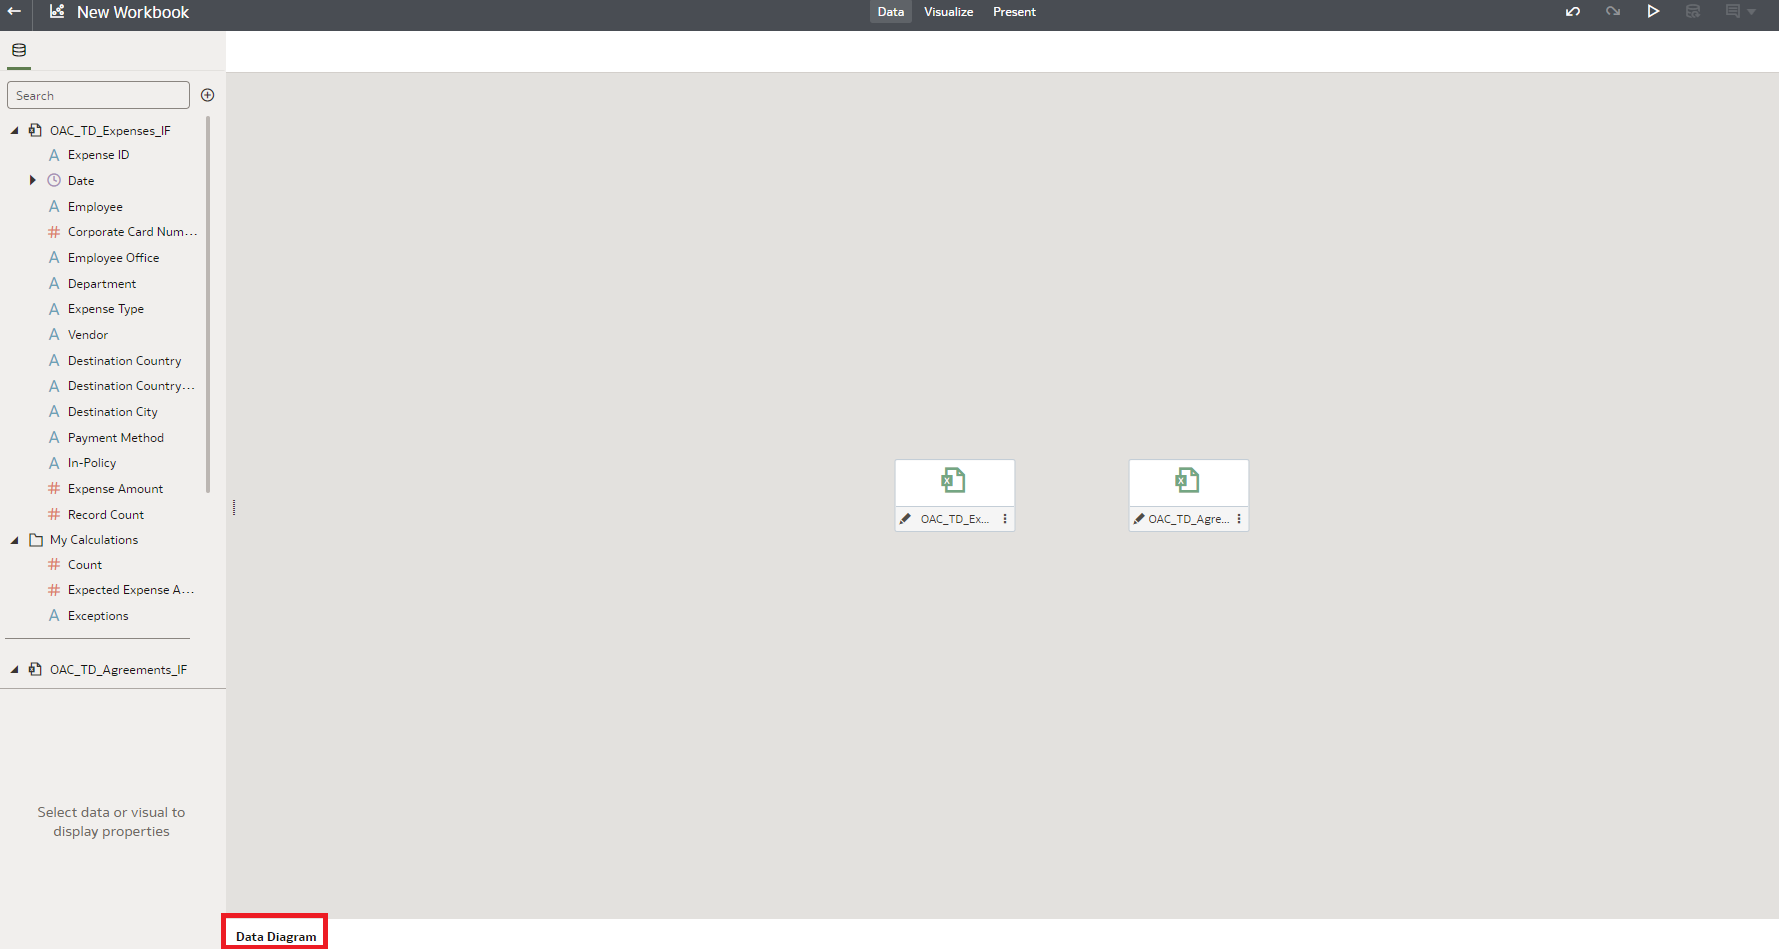 New Workbook
Data
Visualize
Present
Search
OAC_TD_Expenses_IF
A Expense ID
Date
A Employee
# Corporate Card Num...
A Employee Office
A Department
A Expense Type
A Vendor
A Destination Country
A Destination Country...
A Destination City
A Payment Method
A In-Policy
# Expense Amount
# Record Count
My Calculations
# Count
# Expected Expense A...
A Exceptions
OAC_TD_Agreements_IF
Select data or visual to
display properties
X
OAC_TD_Ex...
X
OAC_TD_Agre...
Data Diagram